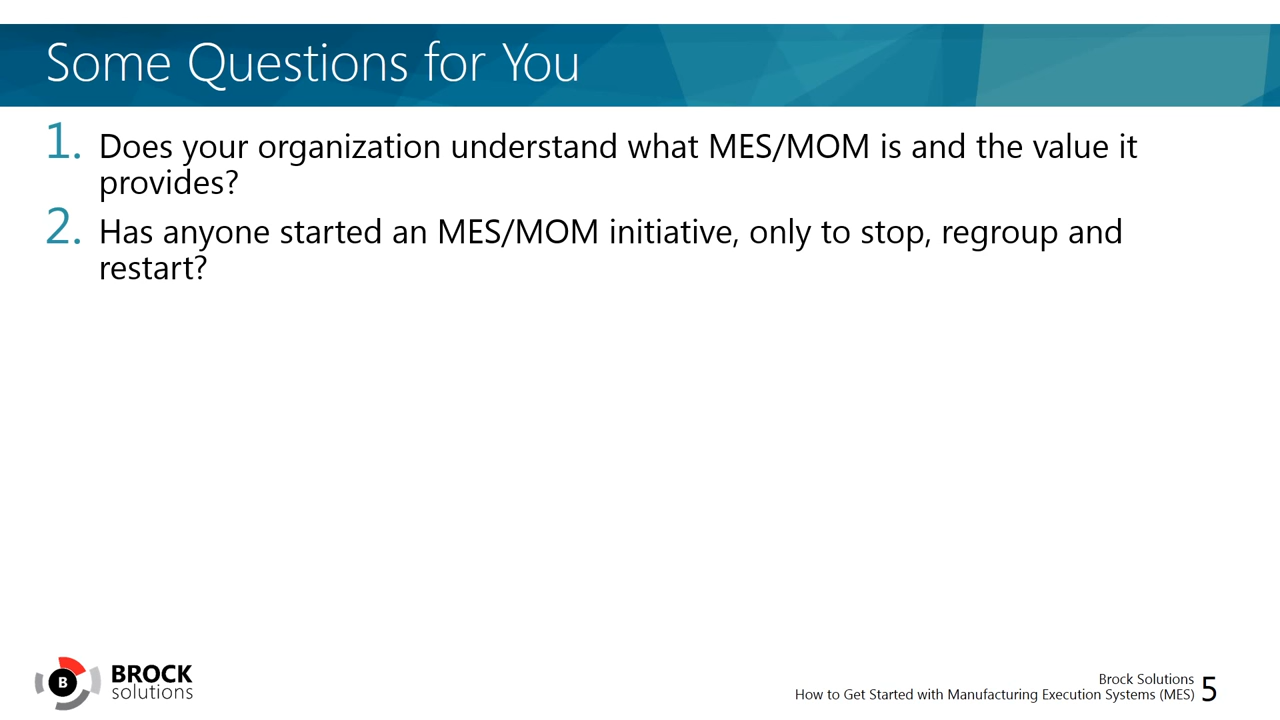 Some Questions for You
1. Does your organization understand what MES/MOM is and the value it
provides?
2. Has anyone started an MES/MOM initiative, only to stop, regroup and
restart?
B
BROCK
solutions
Brock Solutions
How to Get Started with Manufacturing Execution Systems (MES)
5